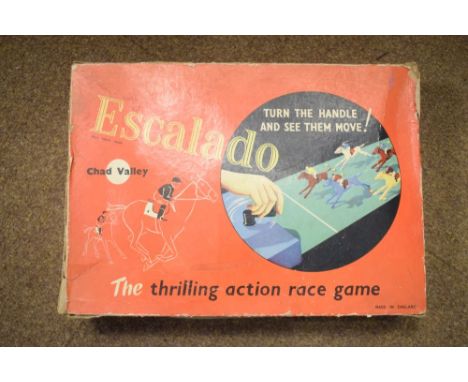 Escalado
Chad Valley
TURN THE HANDLE
AND SEE THEM MOVE!
The thrilling action race game
MADE IN ENGLAND